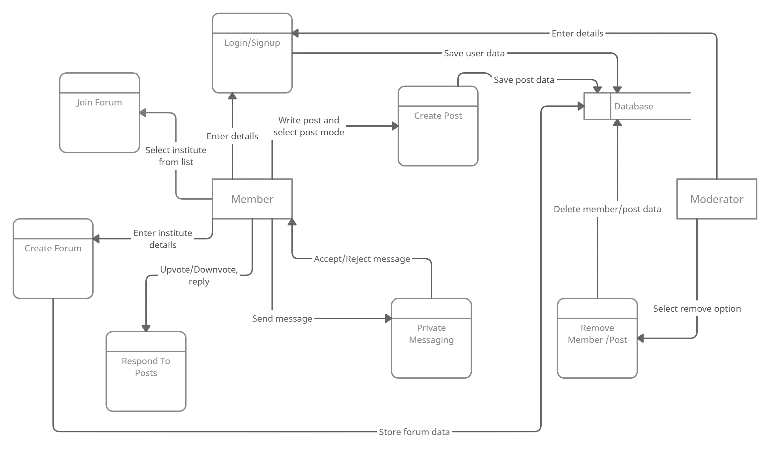 Enter details
Login/Signup
Save user data
Save post data
Join Forum
Database
Create Post
Write post and
select post mode
Enter details
Select institute
from list
Member
Moderator
Delete member/post data
Enter institute
details
Create Forum
Accept/Reject message
Upvote/Downvote,
reply
Send message
Select remove option
Private
Messaging
Remove
Member /Post
Respond To
Posts
Store forum data